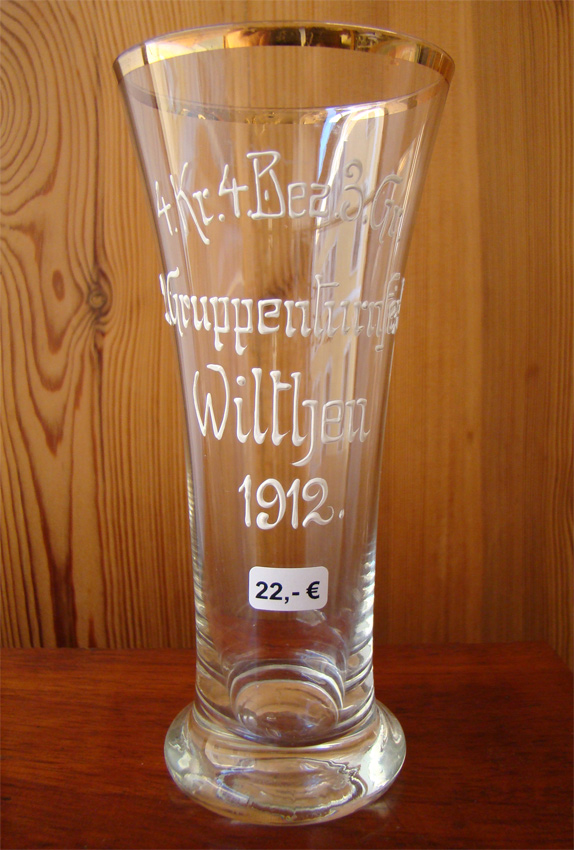 4.Kr.4.Bez.3.Gr
Gruppenturnfest
Wilthen
1912.
22,- €